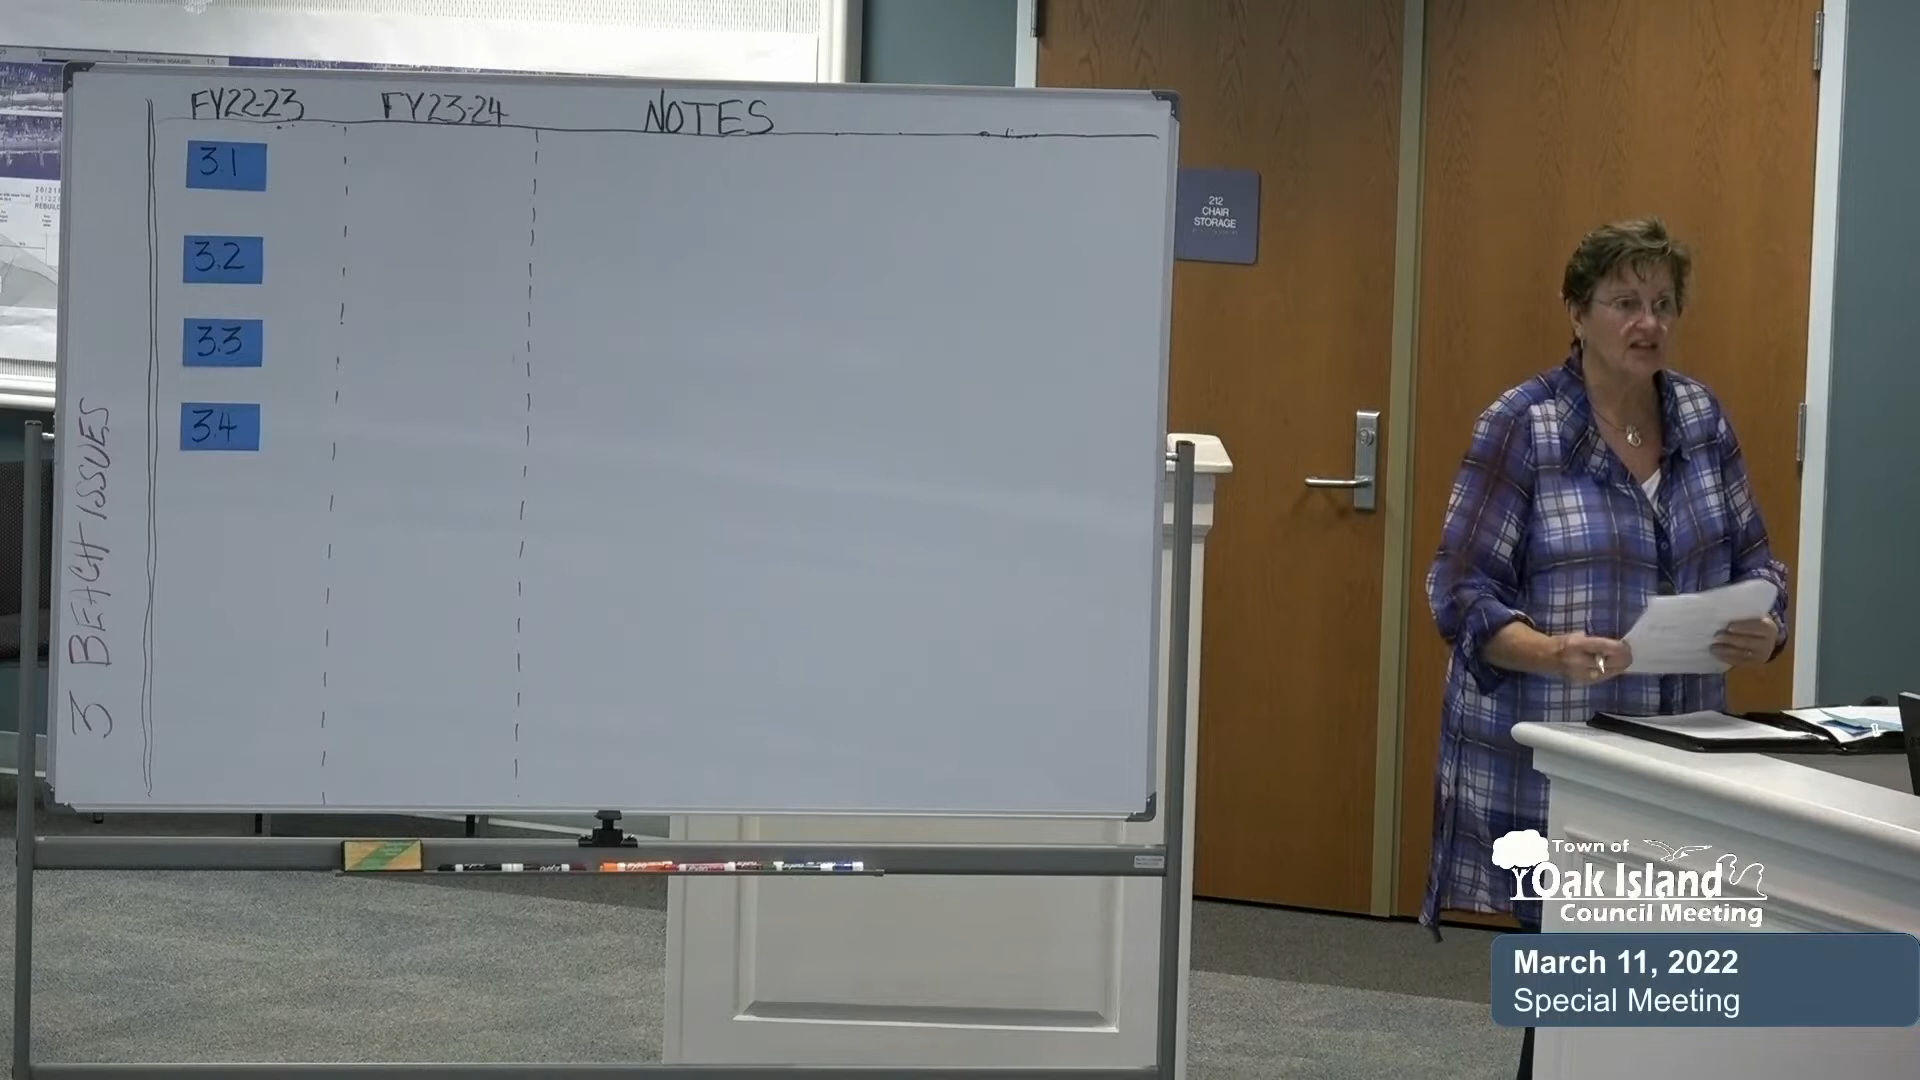 FY22-23 FY23-24 NOTES
3.1
3.2
3.3
3.4
3 BEACH ISSUES
212
CHAIR
STORAGE
Town of
Oak Island
Council Meeting
March 11, 2022
Special Meeting